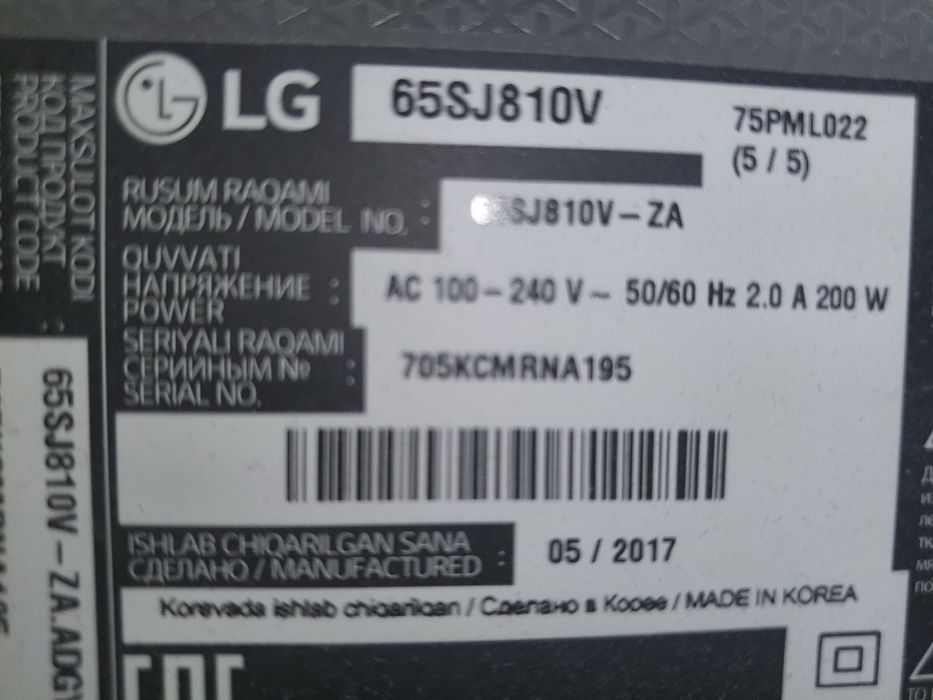 LG
65SJ810V
75PML022
(5 / 5)
RUSUM RAQAMI
МОДЕЛЬ / MODEL NO. :
SJ810V-ZA
QUVVATI
НАПРЯЖЕНИЕ :
POWER
AC 100-240 V~ 50/60 Hz 2.0 A 200 W
SERIYALI RAQAMI
СЕРИЙНЫМ № :
SERIAL NO.
705KCMRNA195
ISHLAB CHIQARILGAN SANA
СДЕЛАНО / MANUFACTURED :
05 / 2017
Koreyada ishlab chiqarilgan / Сделано в Корее / MADE IN KOREA
EAC
MAXSULOT KODI
КОД ПРОДУКТ :
PRODUCT CODE
65SJ810V-ZA.ADG